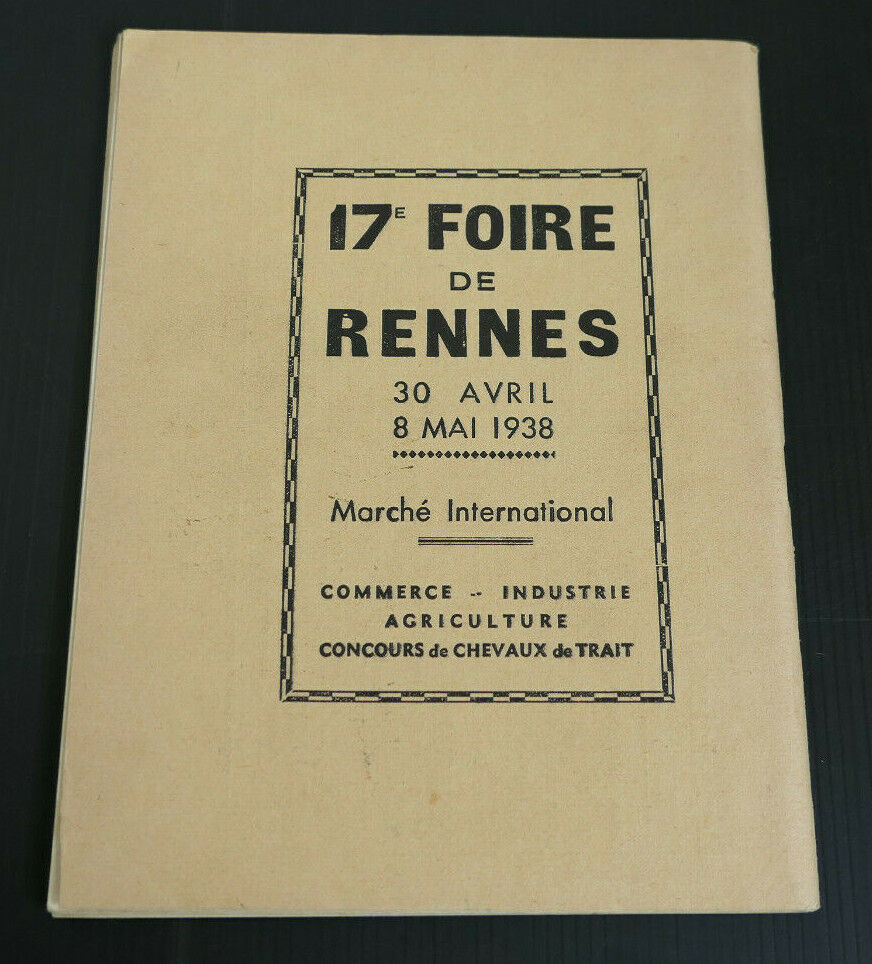 17E FOIRE
DE
RENNES
30 AVRIL
8 MAI 1938
Marché International
COMMERCE -- INDUSTRIE
AGRICULTURE
CONCOURS de CHEVAUX de TRAIT